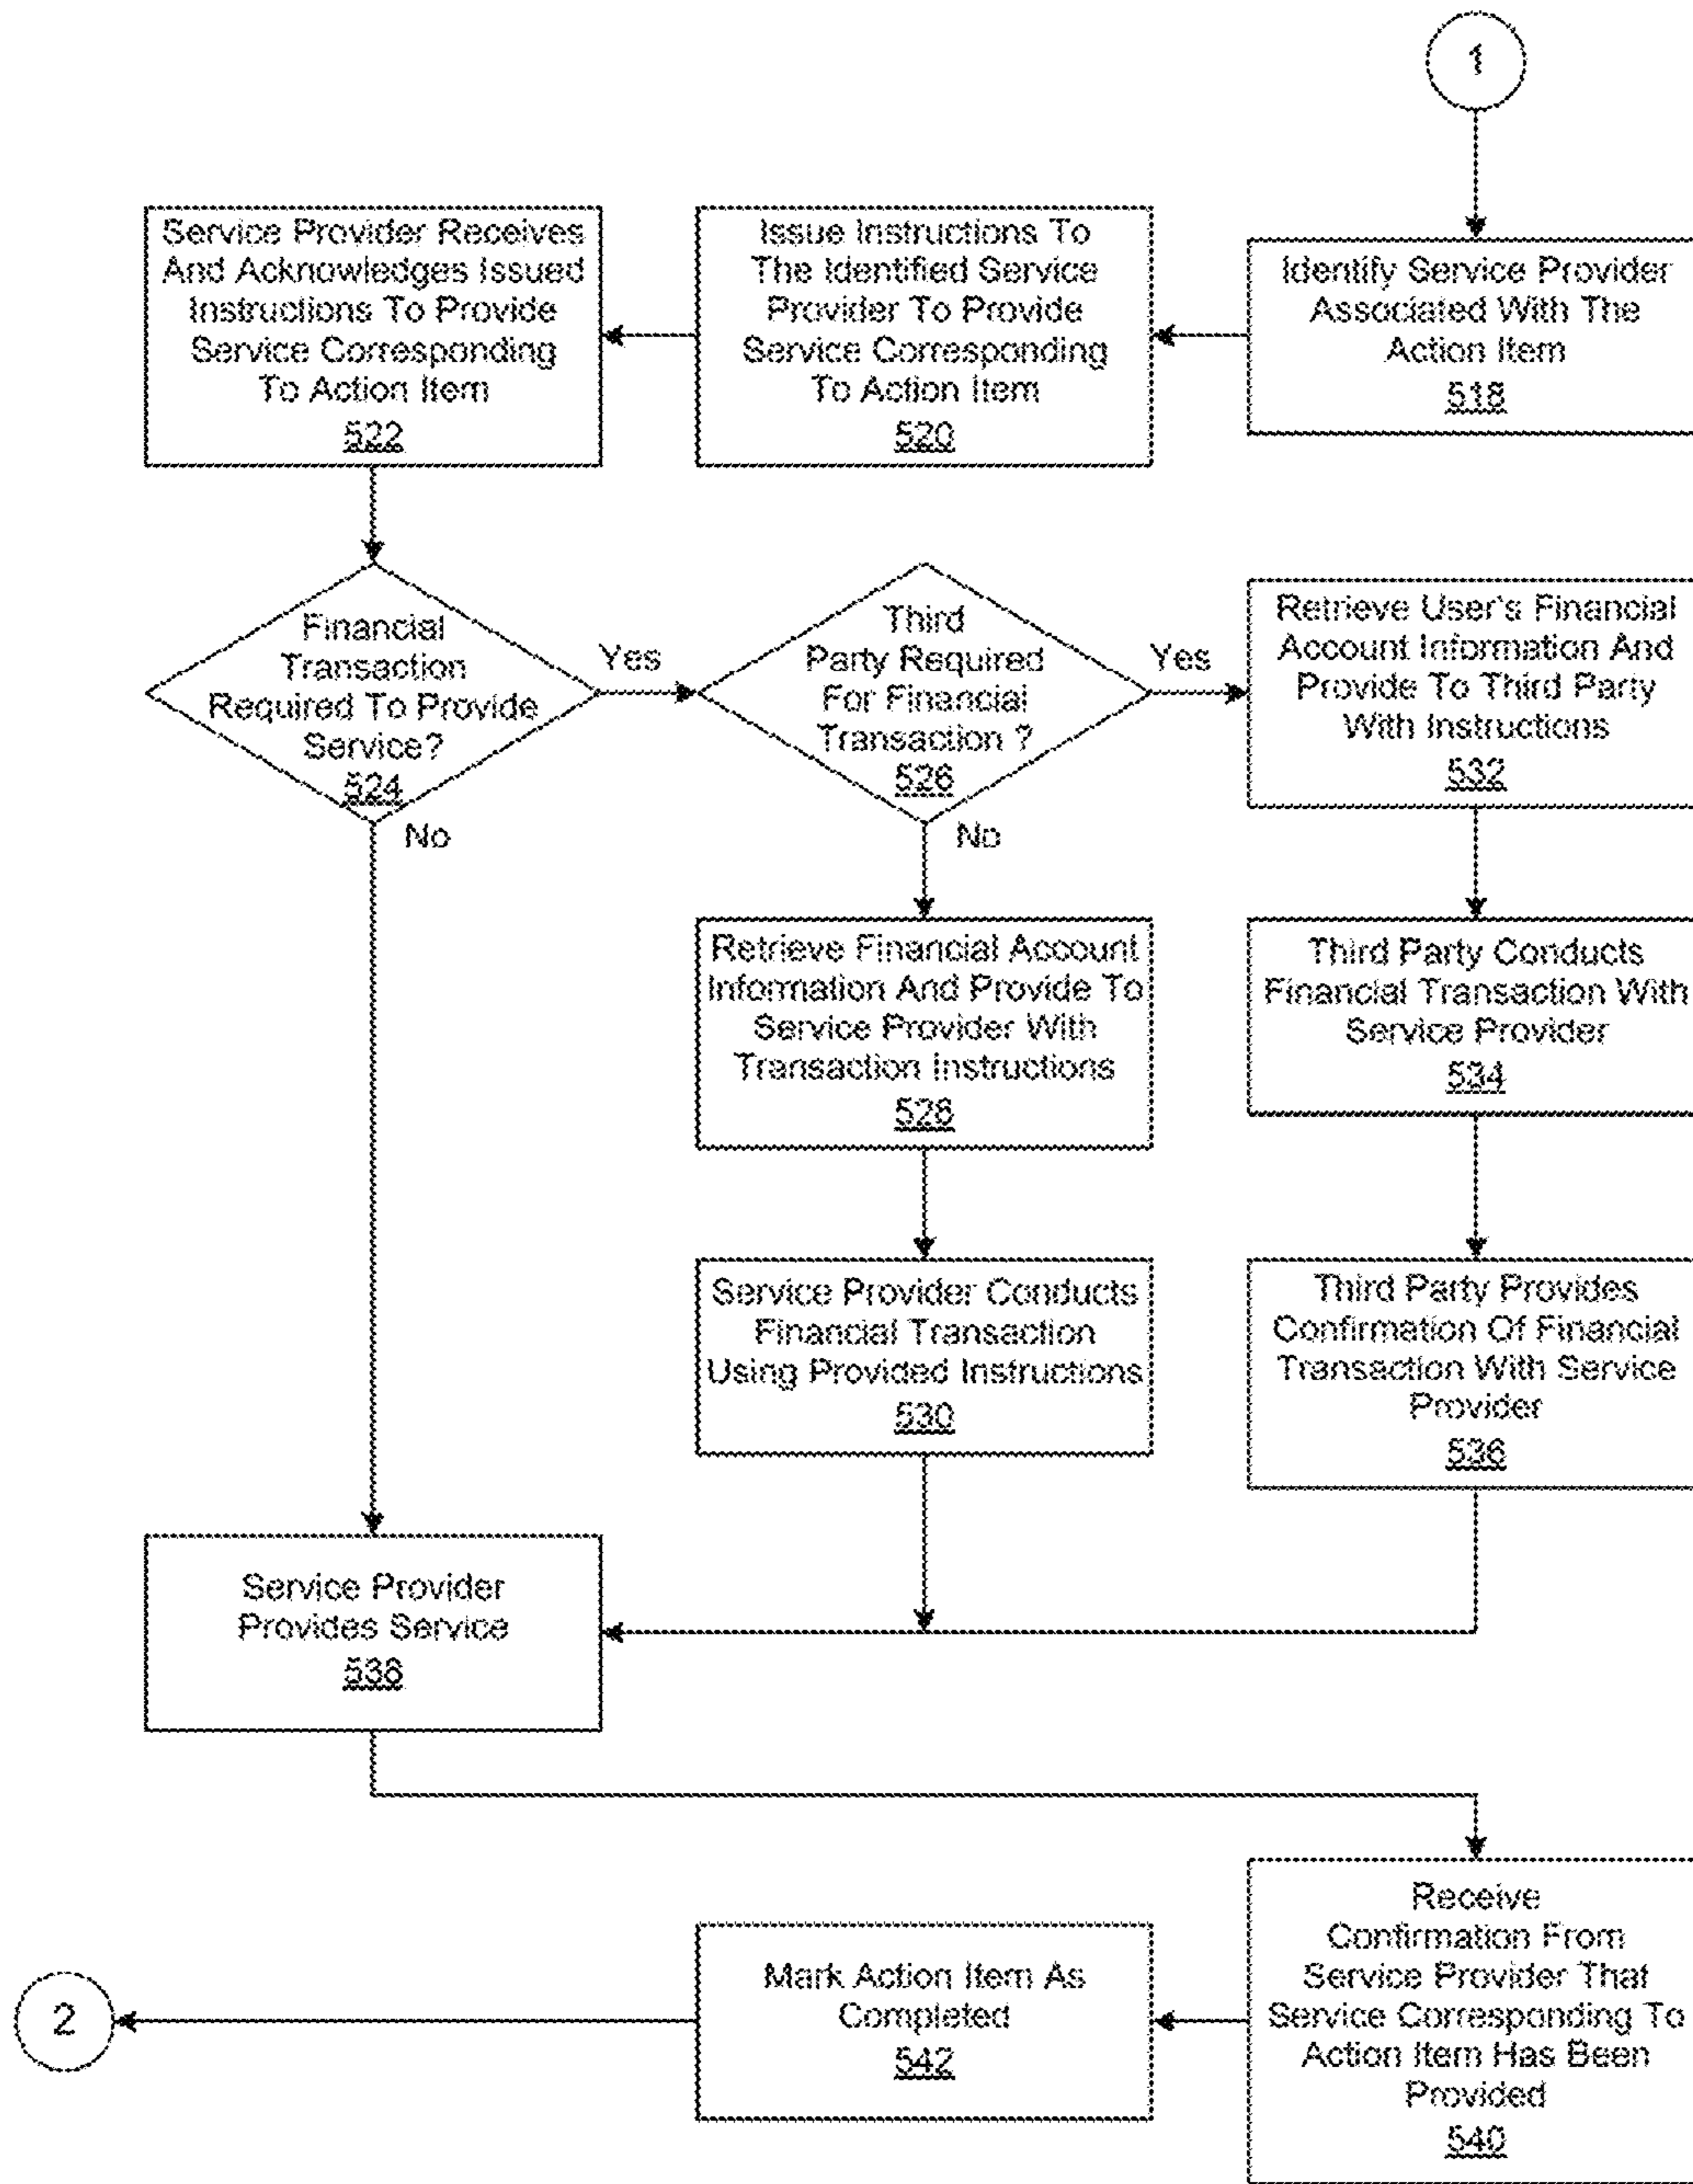 1
Identify Service Provider
Associated With The
Action Item
518
Issue Instructions To
The Identified Service
Provider To Provide
Service Corresponding
To Action Item
520
Service Provider Receives
And Acknowledges Issued
Instructions To Provide
Service Corresponding
To Action Item
522
Financial
Transaction
Required To Provide
Service?
524
Yes
No
Third
Party Required
For Financial
Transaction ?
526
Yes
No
Retrieve User's Financial
Account Information And
Provide To Third Party
With Instructions
532
Retrieve Financial Account
Information And Provide To
Service Provider With
Transaction Instructions
528
Third Party Conducts
Financial Transaction With
Service Provider
534
Service Provider Conducts
Financial Transaction
Using Provided Instructions
530
Third Party Provides
Confirmation Of Financial
Transaction With Service
Provider
536
Service Provider
Provides Service
538
Receive
Confirmation From
Service Provider That
Service Corresponding To
Action Item Has Been
Provided
540
Mark Action Item As
Completed
542
2